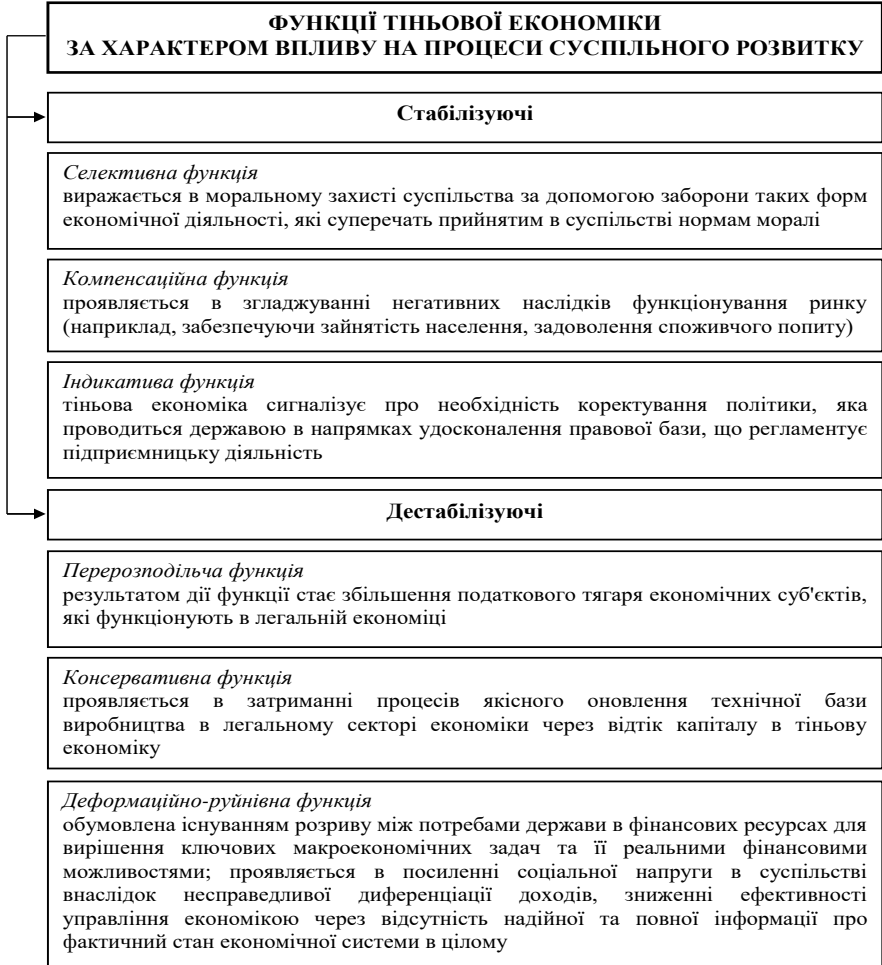 ФУНКЦІЇ ТІНЬОВОЇ ЕКОНОМІКИ
ЗА ХАРАКТЕРОМ ВПЛИВУ НА ПРОЦЕСИ СУСПІЛЬНОГО РОЗВИТКУ
Стабілізуючі
Селективна функція
виражається в моральному захисті суспільства за допомогою заборони таких форм
економічної діяльності, які суперечать прийнятим в суспільстві нормам моралі
Компенсаційна функція
проявляється в згладжуванні негативних наслідків функціонування ринку
(наприклад, забезпечуючи зайнятість населення, задоволення споживчого попиту)
Індикатива функція
тіньова економіка сигналізує про необхідність коректування політики, яка
проводиться державою в напрямках удосконалення правової бази, що регламентує
підприємницьку діяльність
Дестабілізуючі
Перерозподільча функція
результатом дії функції стає збільшення податкового тягаря економічних суб'єктів,
які функціонують в легальній економіці
Консервативна функція
проявляється в затриманні процесів якісного оновлення технічної бази
виробництва в легальному секторі економіки через відтік капіталу в тіньову
економіку
Деформаційно-руйнівна функція
обумовлена існуванням розриву між потребами держави в фінансових ресурсах для
вирішення ключових макроекономічних задач та її реальними фінансовими
можливостями; проявляється в посиленні соціальної напруги в суспільстві
внаслідок несправедливої диференціації доходів, зниженні ефективності
управління економікою через відсутність надійної та повної інформації про
фактичний стан економічної системи в цілому